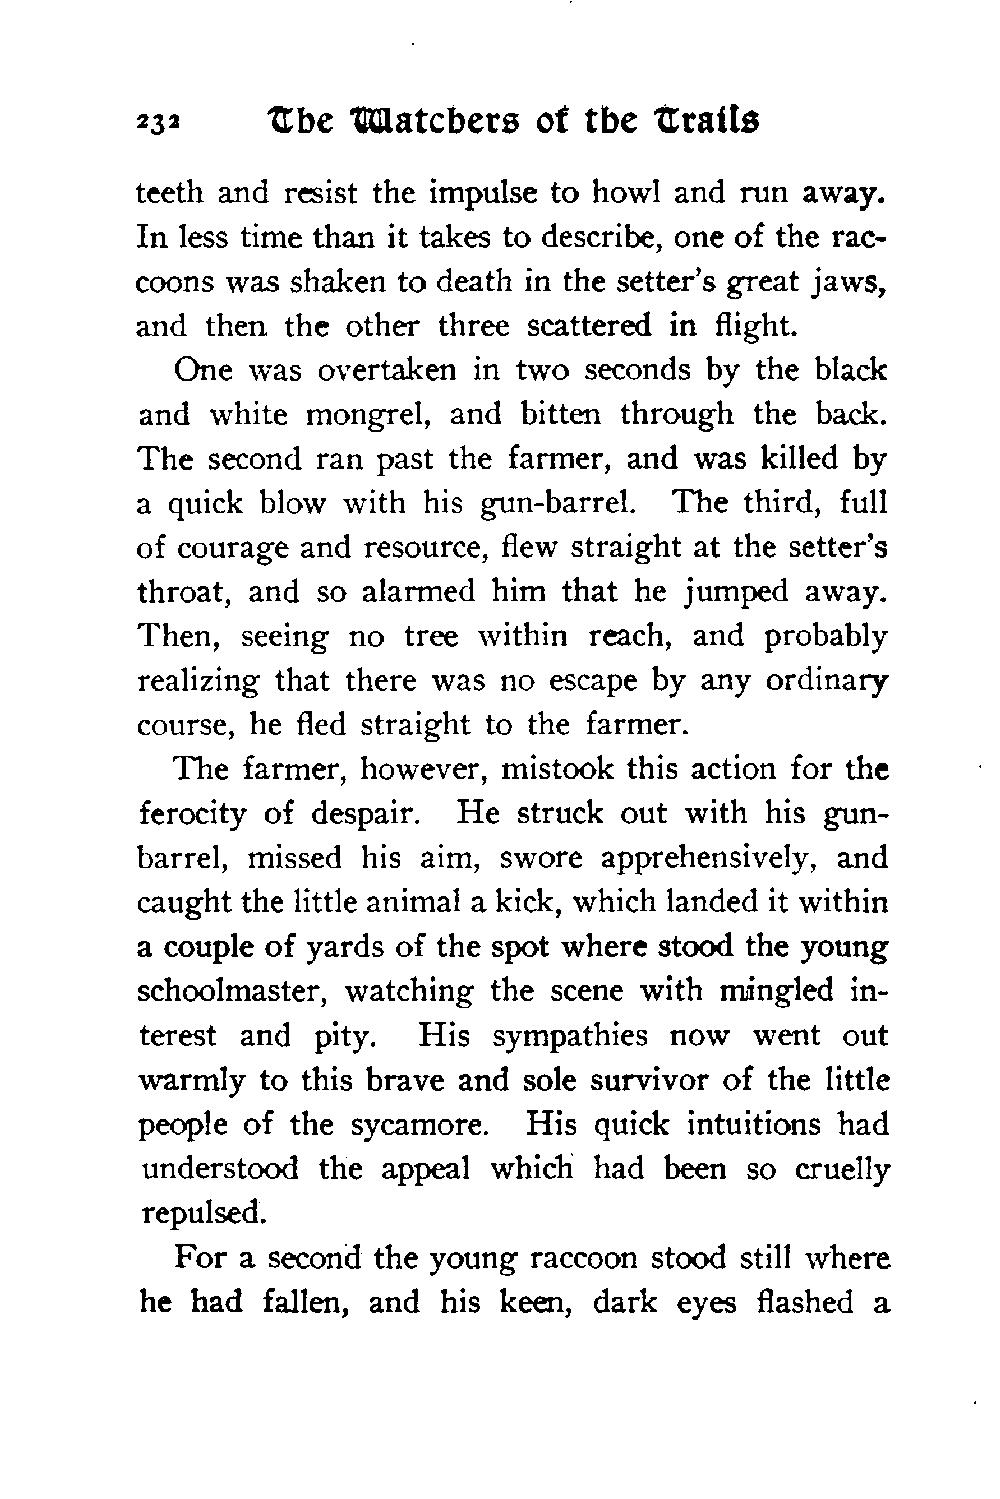 232 The Watchers of the Trails
teeth and resist the impulse to howl and run away.
In less time than it takes to describe, one of the rac-
coons was shaken to death in the setter's great jaws,
and then the other three scattered in flight.
One was overtaken in two seconds by the black
and white mongrel, and bitten through the back.
The second ran past the farmer, and was killed by
a quick blow with his gun-barrel. The third, full
of courage and resource, flew straight at the setter's
throat, and so alarmed him that he jumped away.
Then, seeing no tree within reach, and probably
realizing that there was no escape by any ordinary
course, he fled straight to the farmer.
The farmer, however, mistook this action for the
ferocity of despair. He struck out with his gun-
barrel, missed his aim, swore apprehensively, and
caught the little animal a kick, which landed it within
a couple of yards of the spot where stood the young
schoolmaster, watching the scene with mingled in-
terest and pity. His sympathies now went out
warmly to this brave and sole survivor of the little
people of the sycamore. His quick intuitions had
understood the appeal which had been so cruelly
repulsed.
For a second the young raccoon stood still where
he had fallen, and his keen, dark eyes flashed a